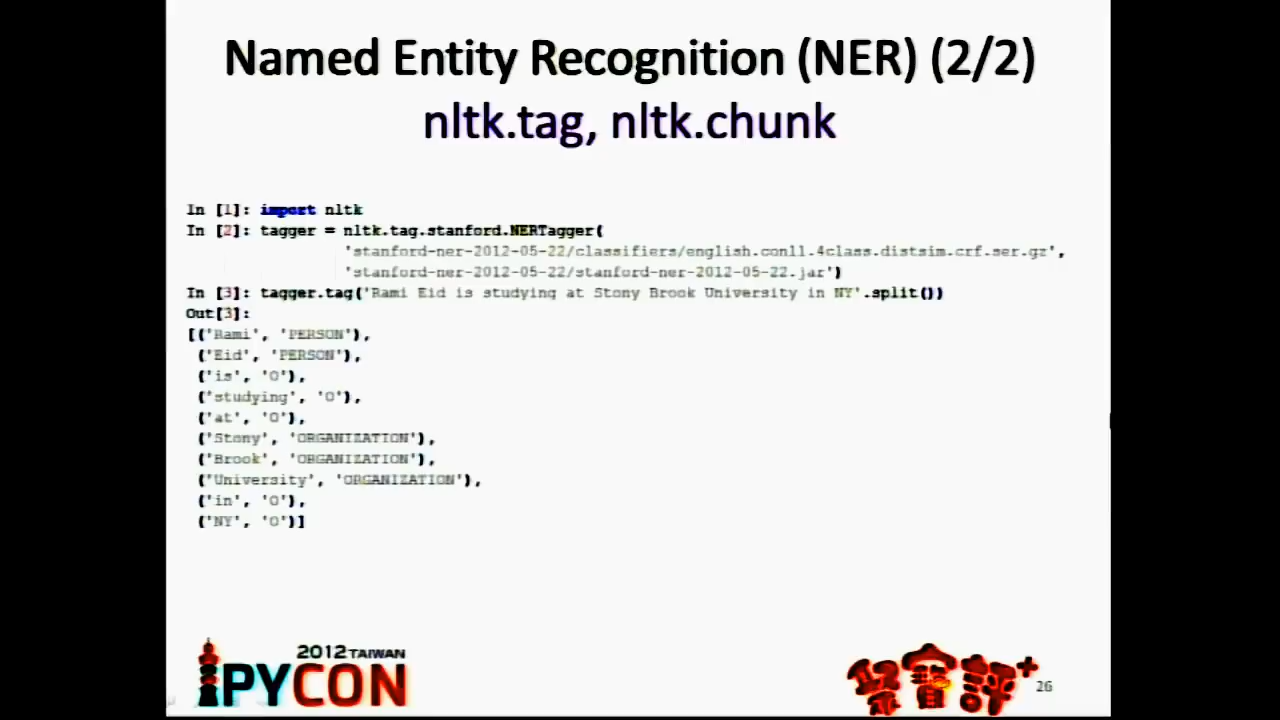 Named Entity Recognition (NER) (2/2)
nltk.tag, nltk.chunk
In [1]: import nltk
In [2]: tagger = nltk.tag.stanford.NERTagger(
'stanford-ner-2012-05-22/classifiers/english.conll.4class.distsim.crf.ser.gz',
'stanford-ner-2012-05-22/stanford-ner-2012-05-22.jar')
In [3]: tagger.tag('Rami Eid is studying at Stony Brook University in NY'.split())
Out[3]:
[('Rami', 'PERSON'),
('Eid', 'PERSON'),
('is', 'O'),
('studying', 'O'),
('at', 'O'),
('Stony', 'ORGANIZATION'),
('Brook', 'ORGANIZATION'),
('University', 'ORGANIZATION'),
('in', 'O'),
('NY', 'O')]
2012 TAIWAN
PYCON
聚寶評+
26